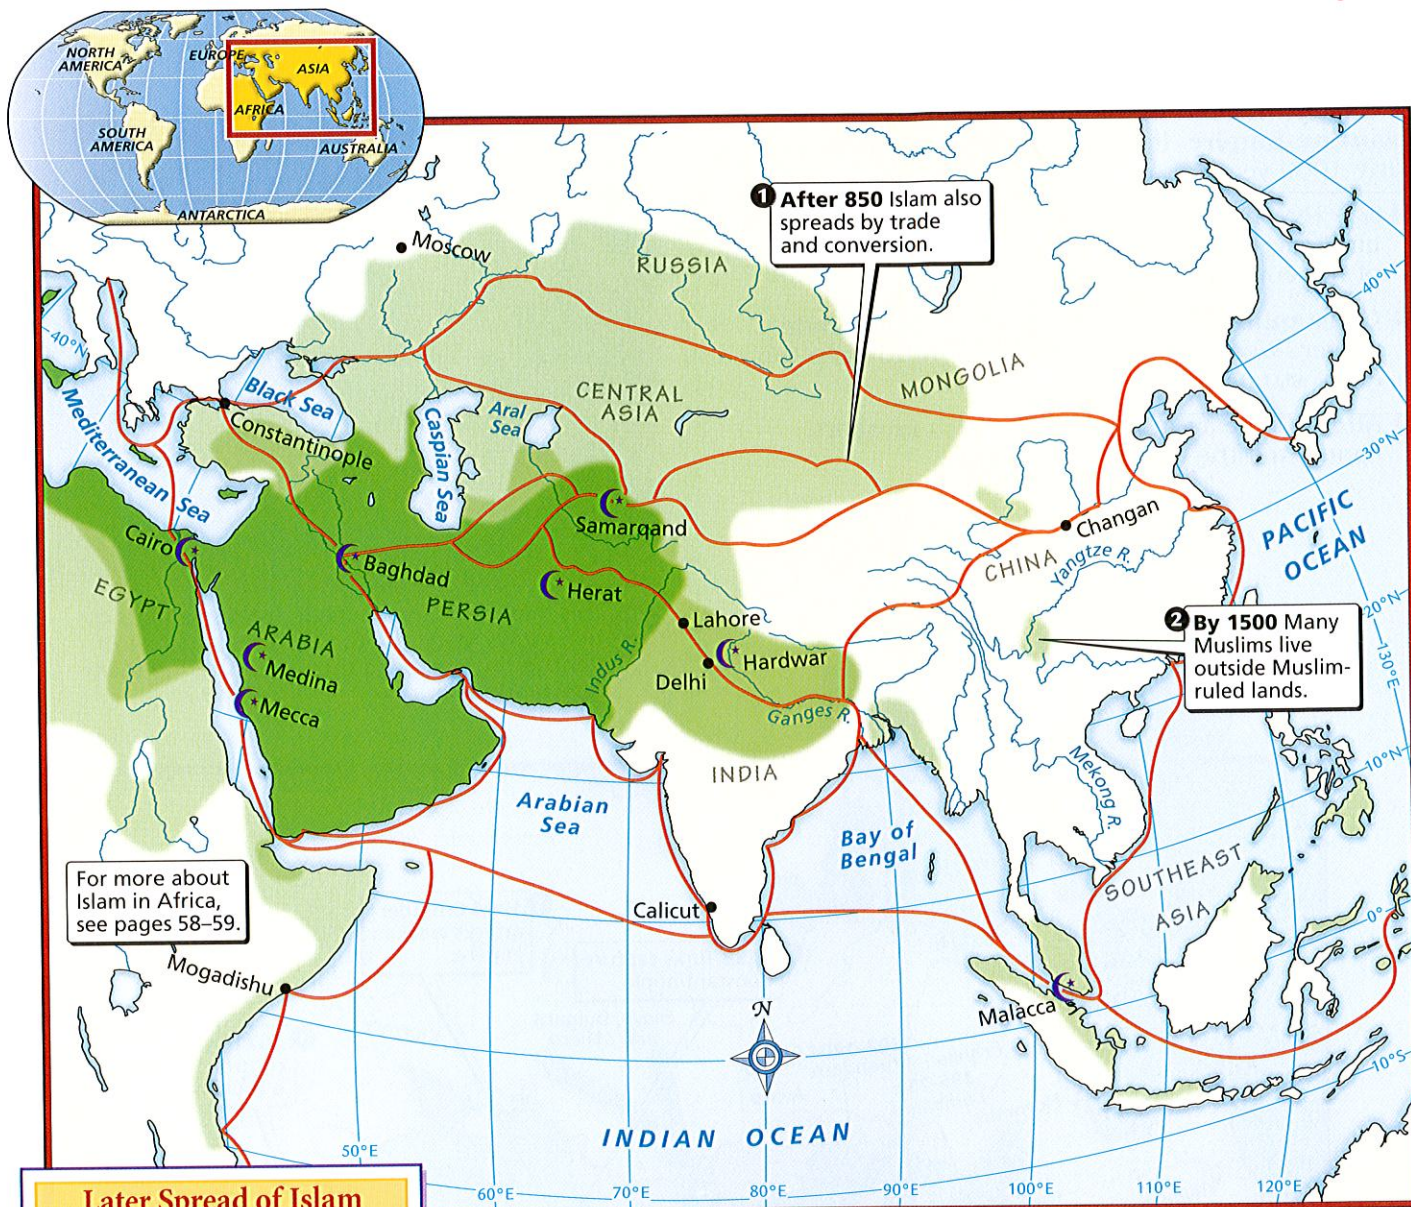 NORTH
AMERICA
EUROPE
ASIA
AFRICA
SOUTH
AMERICA
AUSTRALIA
ANTARCTICA
❶ After 850 Islam also
spreads by trade
and conversion.
Moscow
RUSSIA
40°N
40°N
MONGOLIA
Black Sea
CENTRAL
ASIA
Aral
Sea
Caspian Sea
Mediterranean Sea
Constantinople
30°N
Samarqand
Changan
PACIFIC
OCEAN
Cairo
Baghdad
CHINA
Yangtze R.
EGYPT
PERSIA
Herat
20°N
ARABIA
Lahore
❷ By 1500 Many
Muslims live
outside Muslim-
ruled lands.
130°E
Medina
Indus R.
Hardwar
Delhi
Mecca
Ganges R.
INDIA
Mekong R.
10°N
Arabian
Sea
Bay of
Bengal
SOUTHEAST
ASIA
For more about
Islam in Africa,
see pages 58–59.
Calicut
0°
Mogadishu
Malacca
N
10°S
INDIAN OCEAN
50°E
60°E
70°E
80°E
90°E
100°E
110°E
120°E
Later Spread of Islam